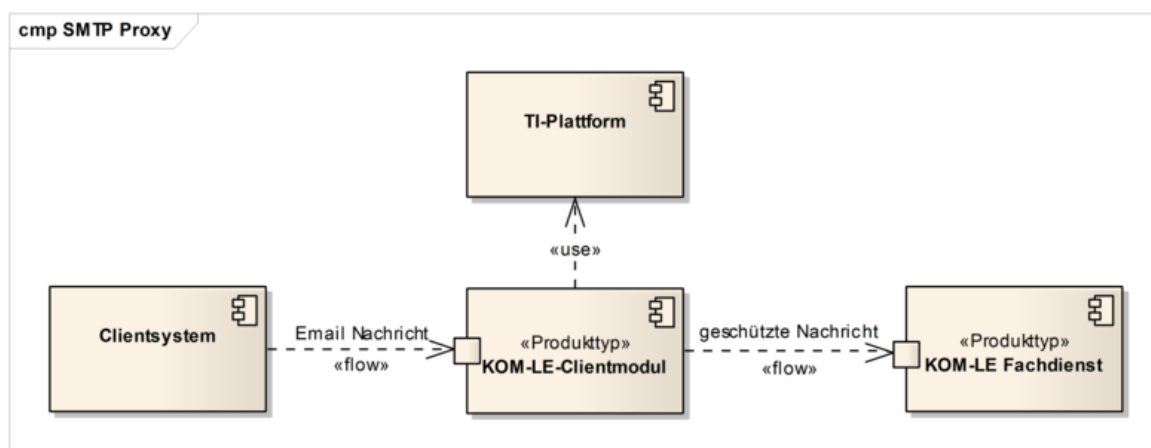 cmp SMTP Proxy
TI-Plattform
«use»
Clientsystem
Email Nachricht
«flow»
«Produkttyp»
KOM-LE-Clientmodul
geschützte Nachricht
«flow»
«Produkttyp»
KOM-LE Fachdienst